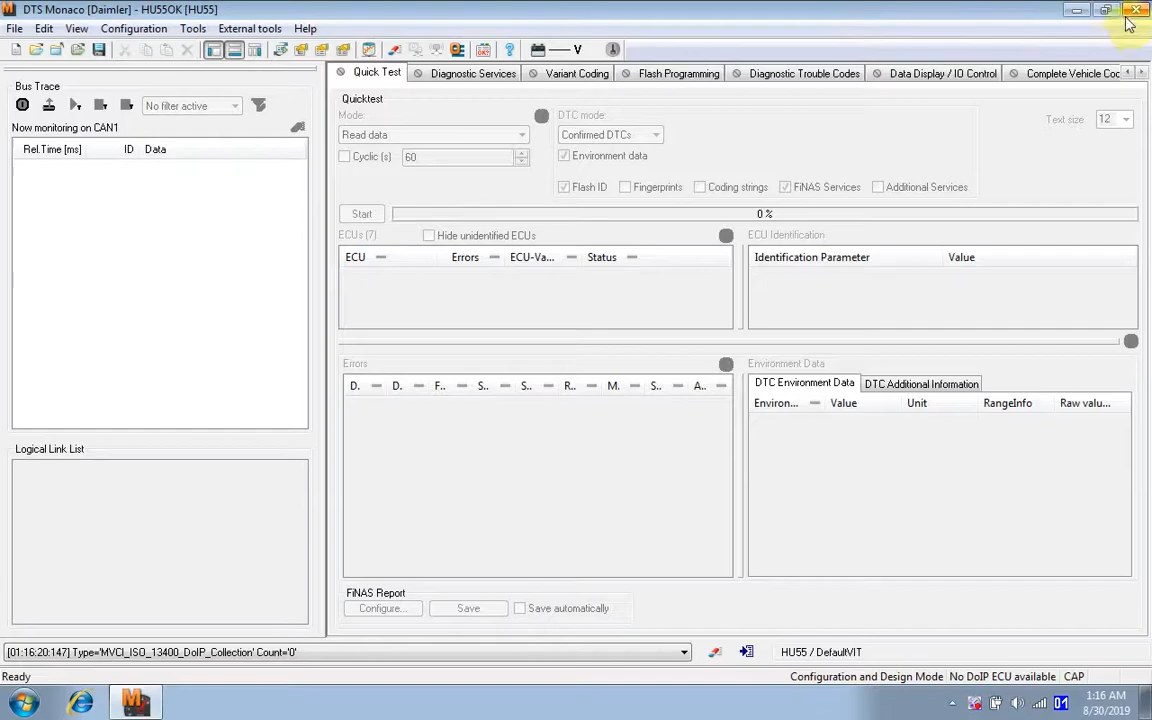 DTS Monaco [Daimler] - HU55OK [HU55]
File Edit View Configuration Tools External tools Help
V
Bus Trace
No filter active
Now monitoring on CAN1
Rel.Time [ms] ID Data
Logical Link List
Quick Test Diagnostic Services Variant Coding Flash Programming Diagnostic Trouble Codes Data Display / IO Control Complete Vehicle Coc
Quicktest
Mode: DTC mode: Text size 12
Read data Confirmed DTCs
Cyclic (s) 60 Environment data
Flash ID Fingerprints Coding strings FiNAS Services Additional Services
Start 0 %
ECUs (7) Hide unidentified ECUs ECU Identification
ECU Errors ECU-Va... Status Identification Parameter Value
Errors Environment Data
DTC Environment Data DTC Additional Information
D. D. F.. S.. S.. R.. M. S.. A..
Environ... Value Unit RangeInfo Raw valu...
FiNAS Report
Configure... Save Save automatically
[01:16:20:147] Type='MVCI_ISO_13400_DoIP_Collection' Count='0' HU55 / DefaultVIT
Ready Configuration and Design Mode No DoIP ECU available CAP
01 1:16 AM
8/30/2019